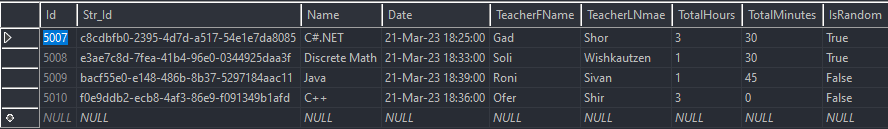 Id Str_Id Name Date TeacherFName TeacherLNmae TotalHours TotalMinutes IsRandom
5007 c8cdbfb0-2395-4d7d-a517-54e1e7da8085 C#.NET 21-Mar-23 18:25:00 Gad Shor 3 30 True
5008 e3ae7c8d-7fea-41b4-96e0-0344925daa3f Discrete Math 21-Mar-23 18:33:00 Soli Wishkautzen 1 30 True
5009 bacf55e0-e148-486b-8b37-5297184aac11 Java 21-Mar-23 18:39:00 Roni Sivan 1 45 False
5010 f0e9ddb2-ecb8-4af3-86e9-f091349b1afd C++ 21-Mar-23 18:36:00 Ofer Shir 3 0 False
NULL NULL NULL NULL NULL NULL NULL NULL NULL